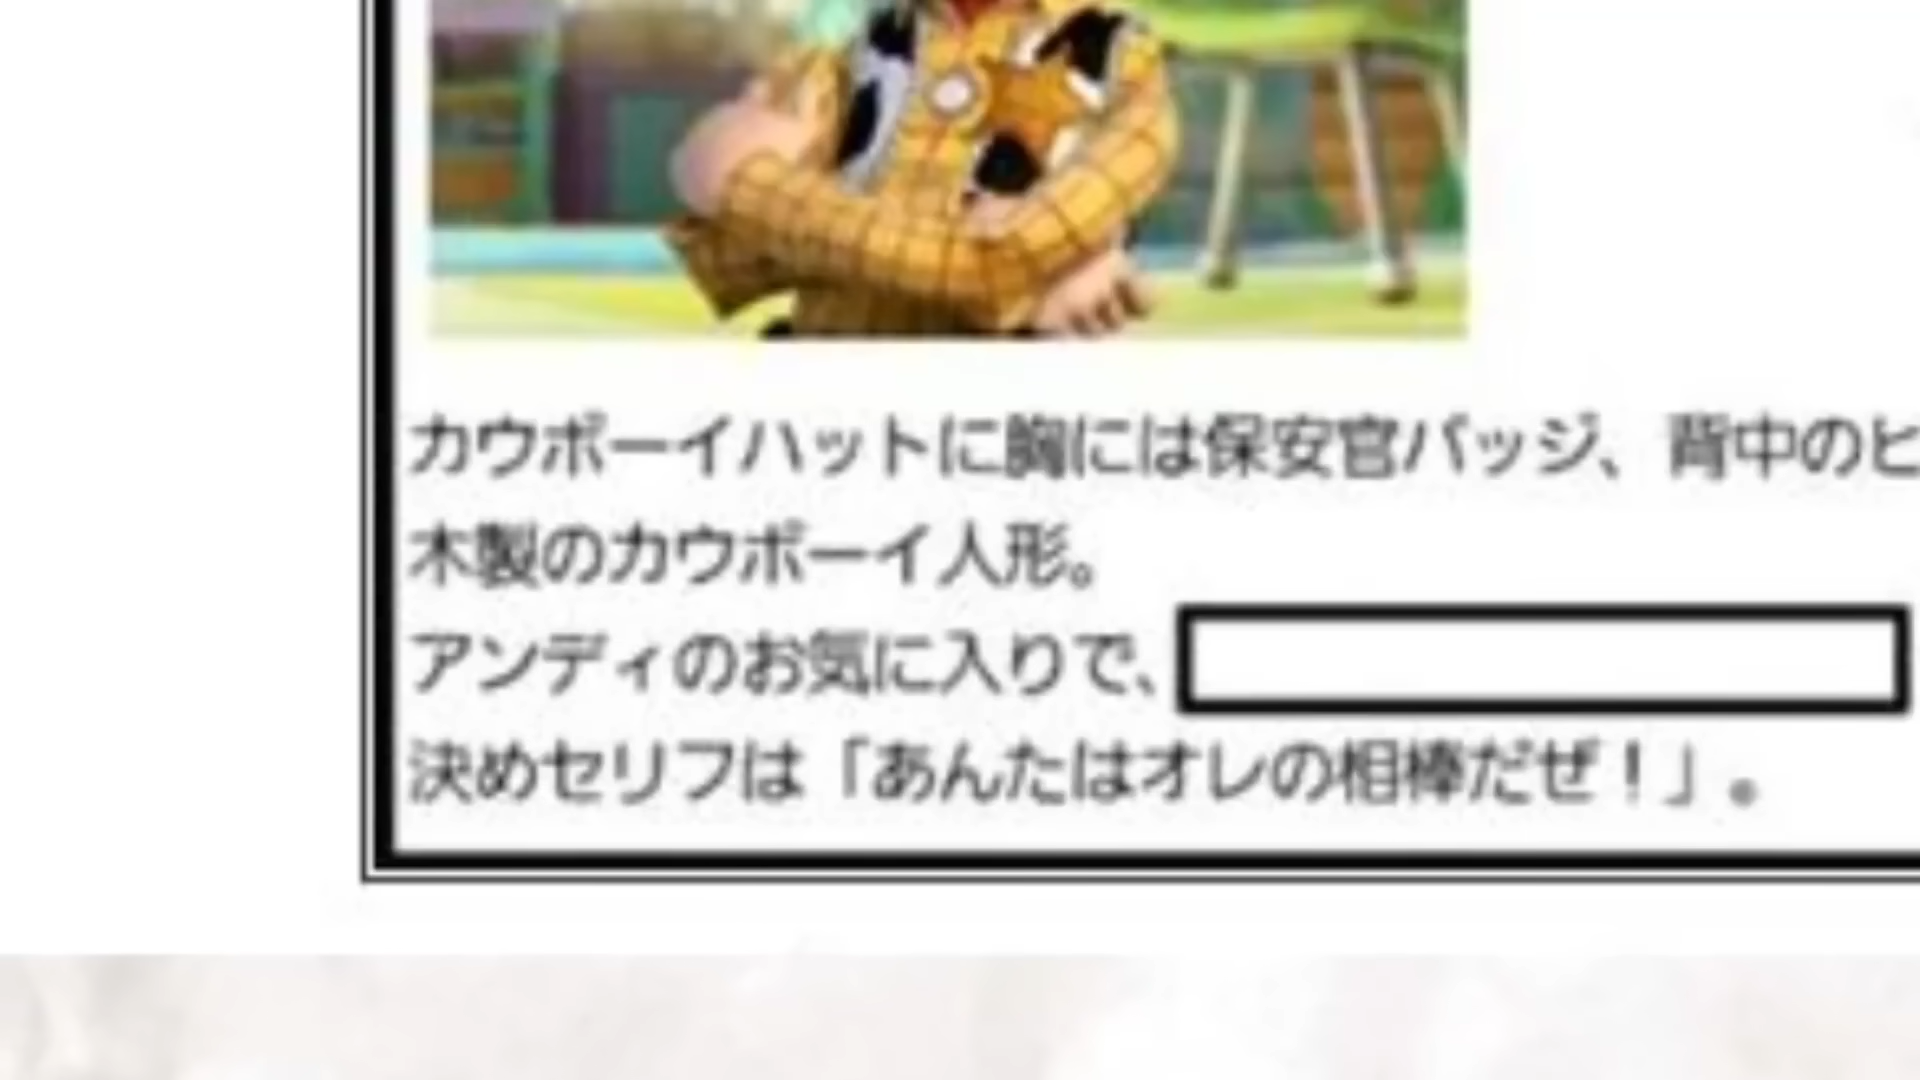 カウボーイハットに胸には保安官バッジ、背中のヒ
木製のカウボーイ人形。
アンディのお気に入りで、
決めセリフは「あんたはオレの相棒だぜ！」。